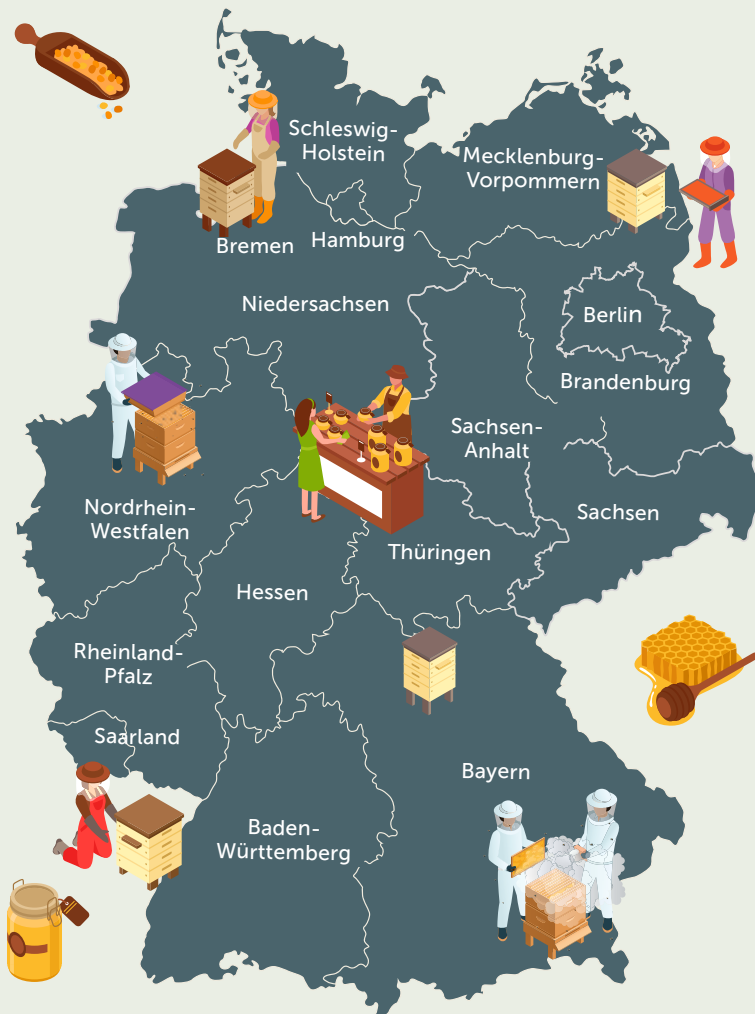 Schleswig-
Holstein
Mecklenburg-
Vorpommern
Bremen
Hamburg
Niedersachsen
Berlin
Brandenburg
Sachsen-
Anhalt
Nordrhein-
Westfalen
Sachsen
Thüringen
Hessen
Rheinland-
Pfalz
Saarland
Bayern
Baden-
Württemberg